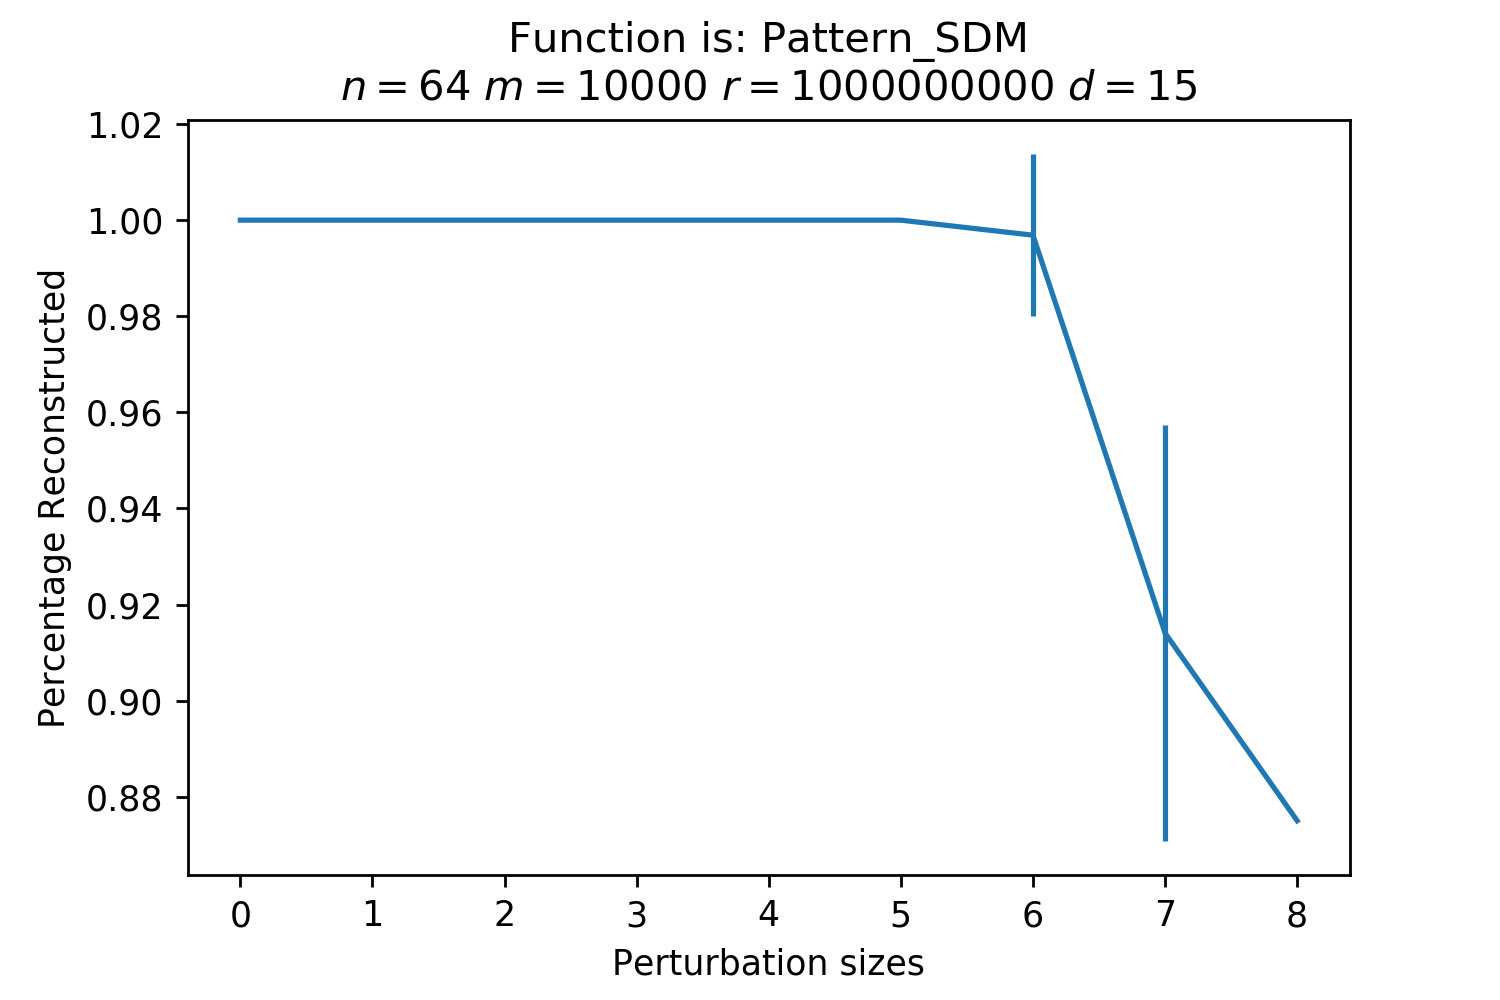 Function is: Pattern_SDM
n = 64 m = 10000 r = 1000000000 d = 15
1.02
1.00
0.98
0.96
0.94
0.92
0.90
0.88
Percentage Reconstructed
0 1 2 3 4 5 6 7 8
Perturbation sizes